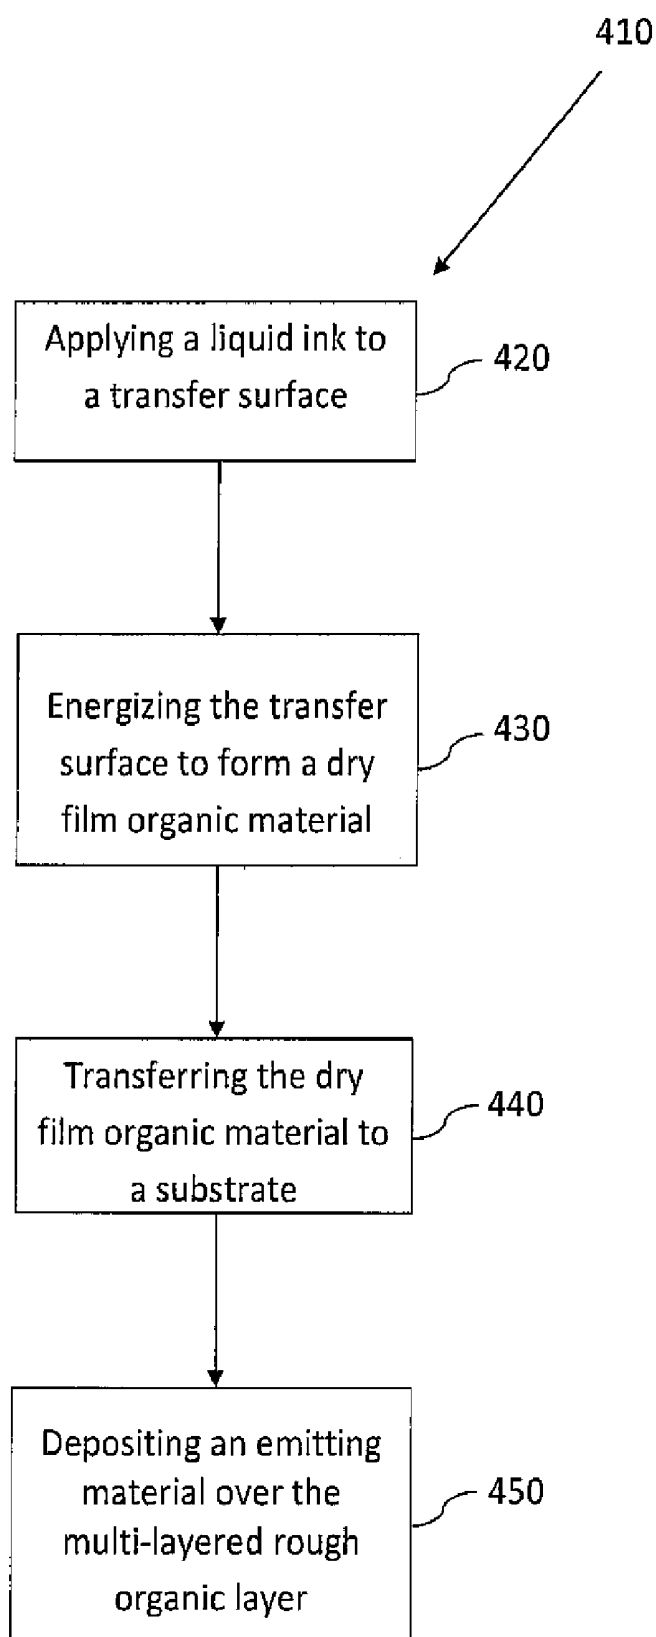 410
Applying a liquid ink to
a transfer surface
420
Energizing the transfer
surface to form a dry
film organic material
430
Transferring the dry
film organic material to
a substrate
440
Depositing an emitting
material over the
multi-layered rough
organic layer
450